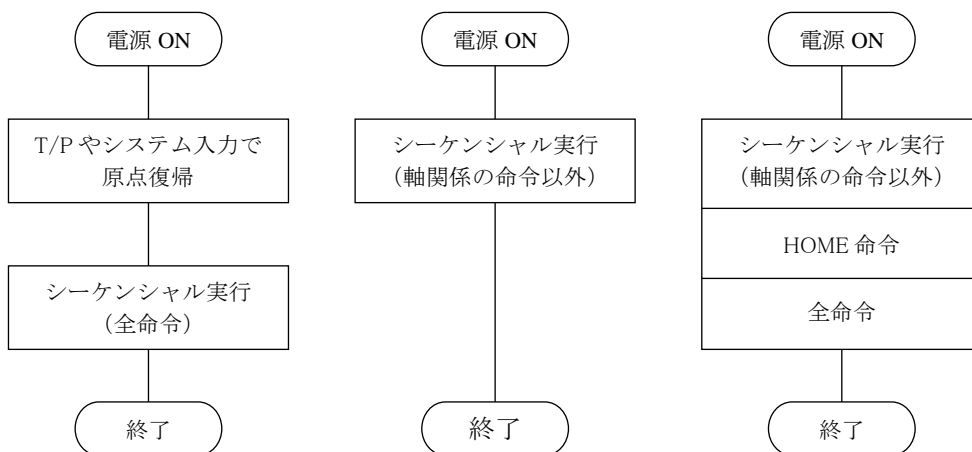 電源 ON
T/P やシステム入力で
原点復帰
シーケンシャル実行
（全命令）
終了
電源 ON
シーケンシャル実行
（軸関係の命令以外）
終了
電源 ON
シーケンシャル実行
（軸関係の命令以外）
HOME 命令
全命令
終了